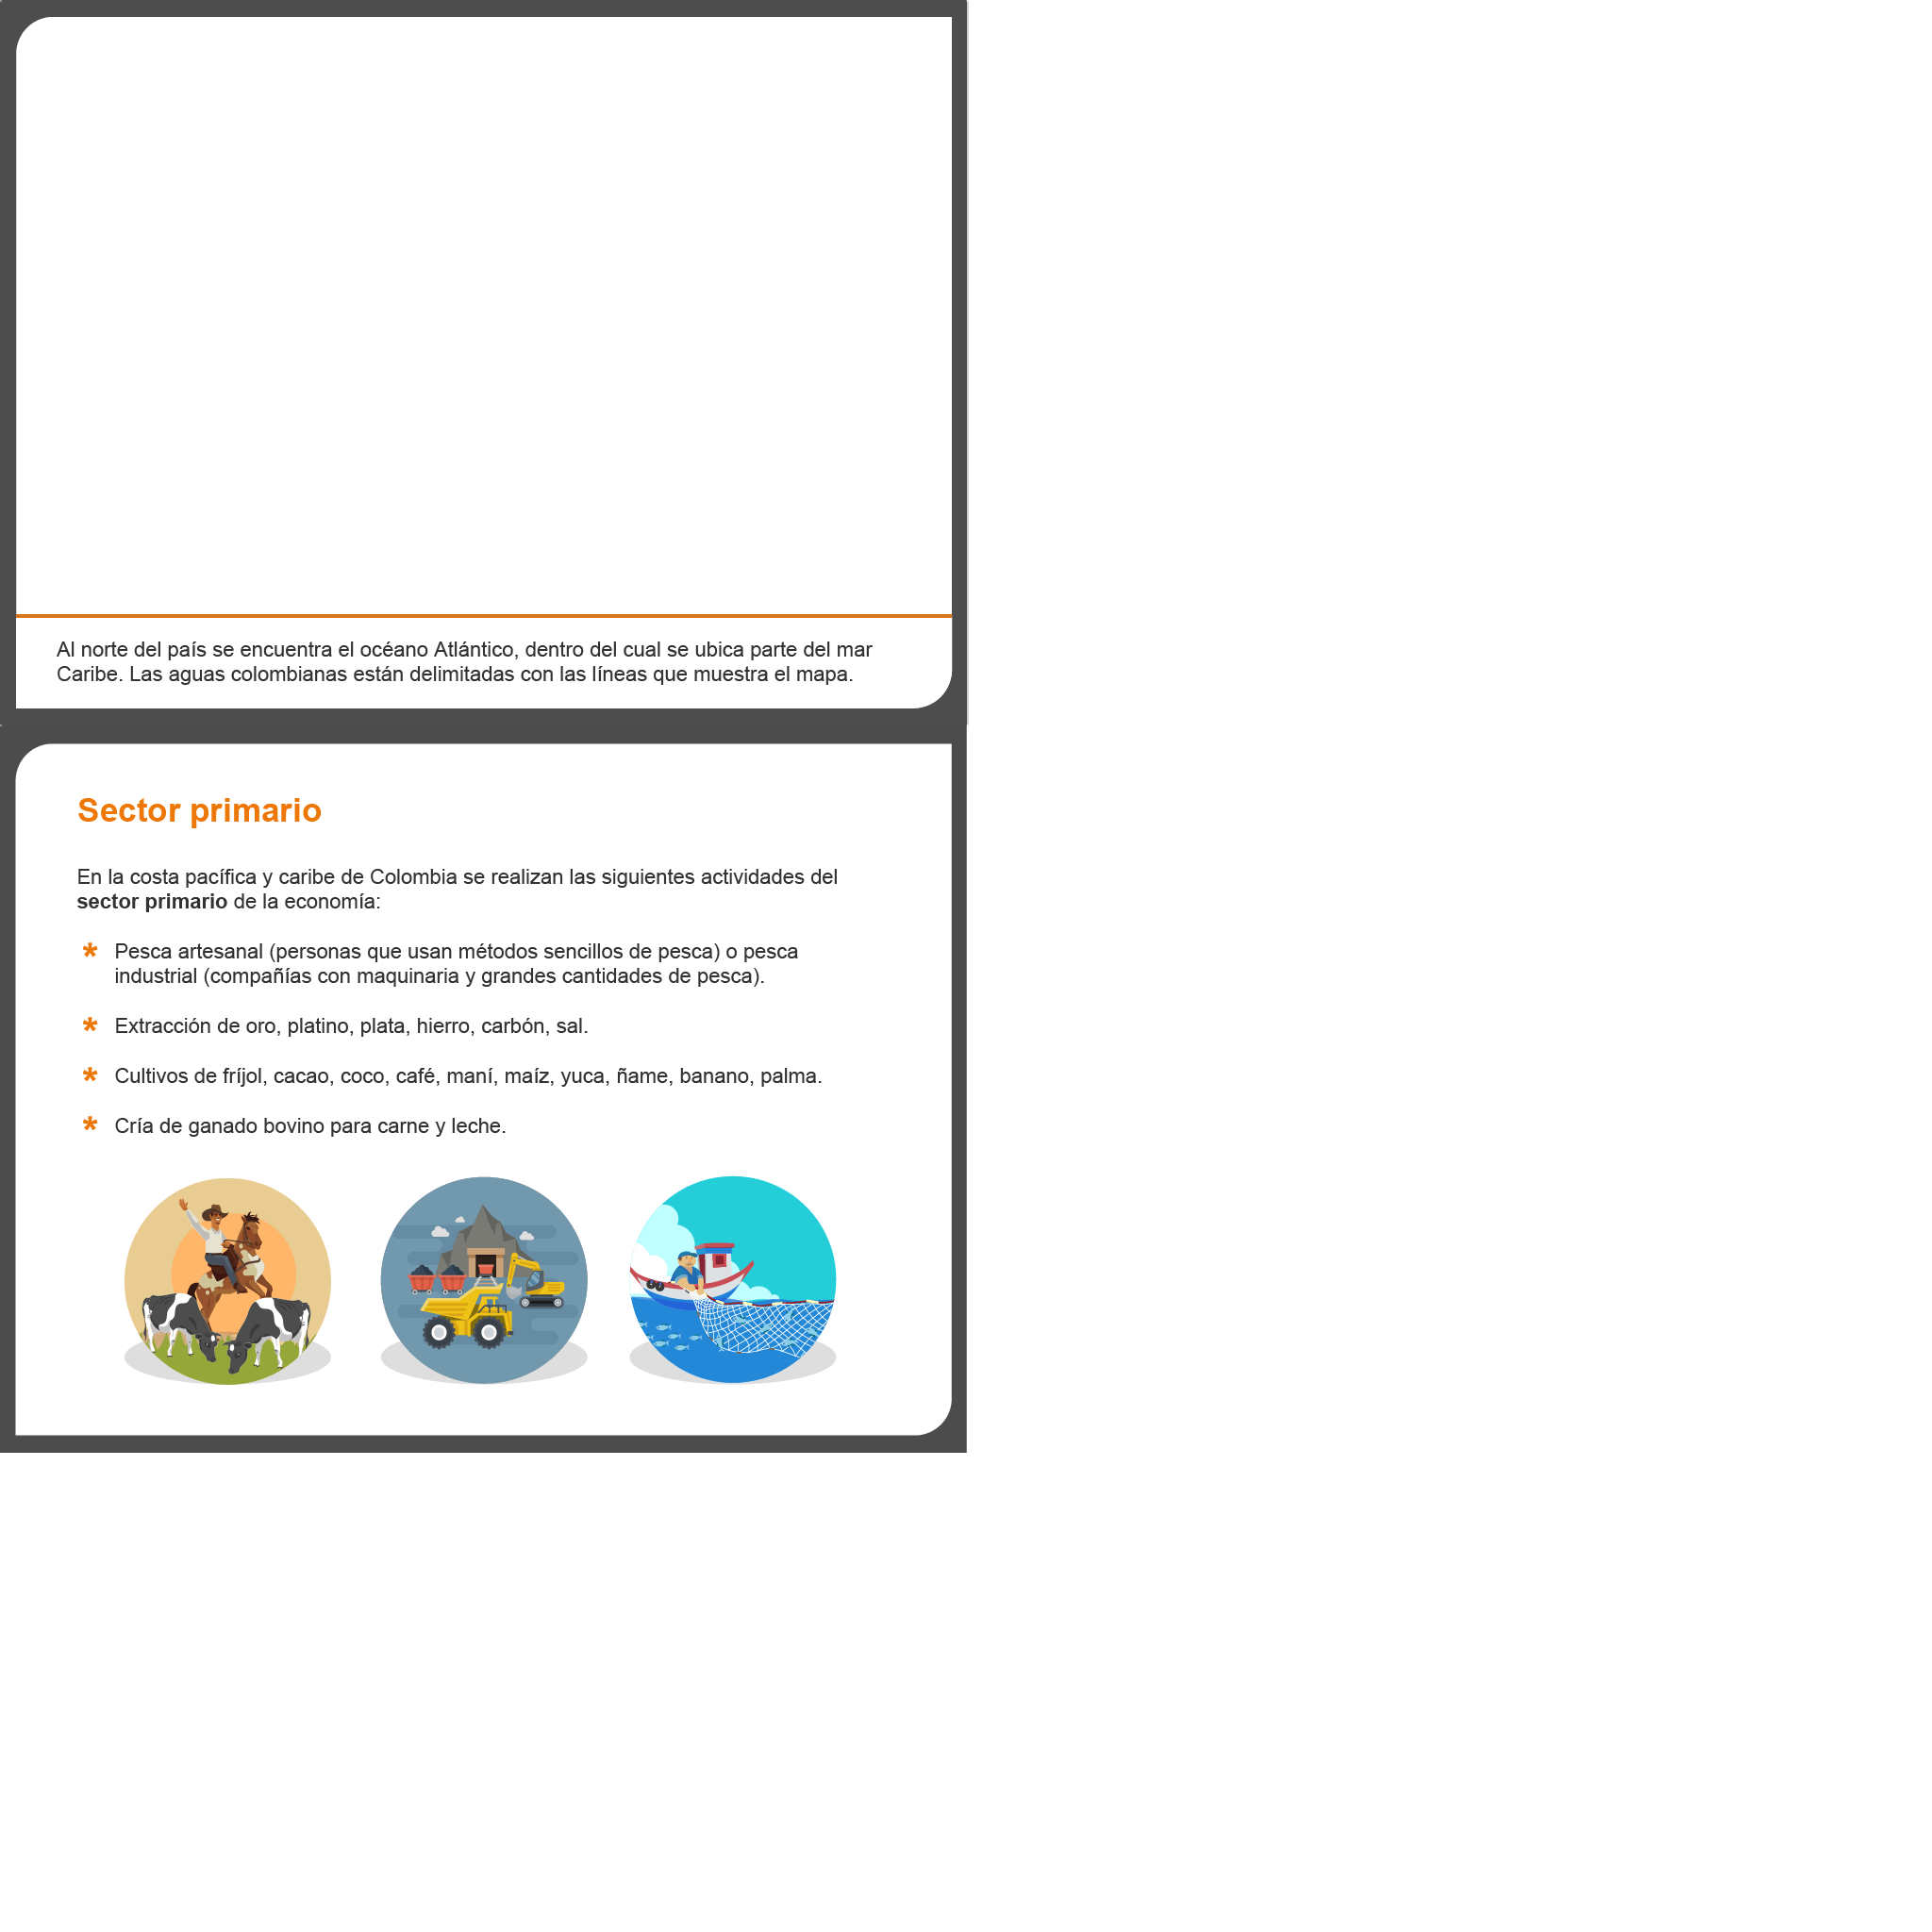 Al norte del país se encuentra el océano Atlántico, dentro del cual se ubica parte del mar
Caribe. Las aguas colombianas están delimitadas con las líneas que muestra el mapa.
Sector primario
En la costa pacífica y caribe de Colombia se realizan las siguientes actividades del
sector primario de la economía:
* Pesca artesanal (personas que usan métodos sencillos de pesca) o pesca
industrial (compañías con maquinaria y grandes cantidades de pesca).
* Extracción de oro, platino, plata, hierro, carbón, sal.
* Cultivos de fríjol, cacao, coco, café, maní, maíz, yuca, ñame, banano, palma.
* Cría de ganado bovino para carne y leche.